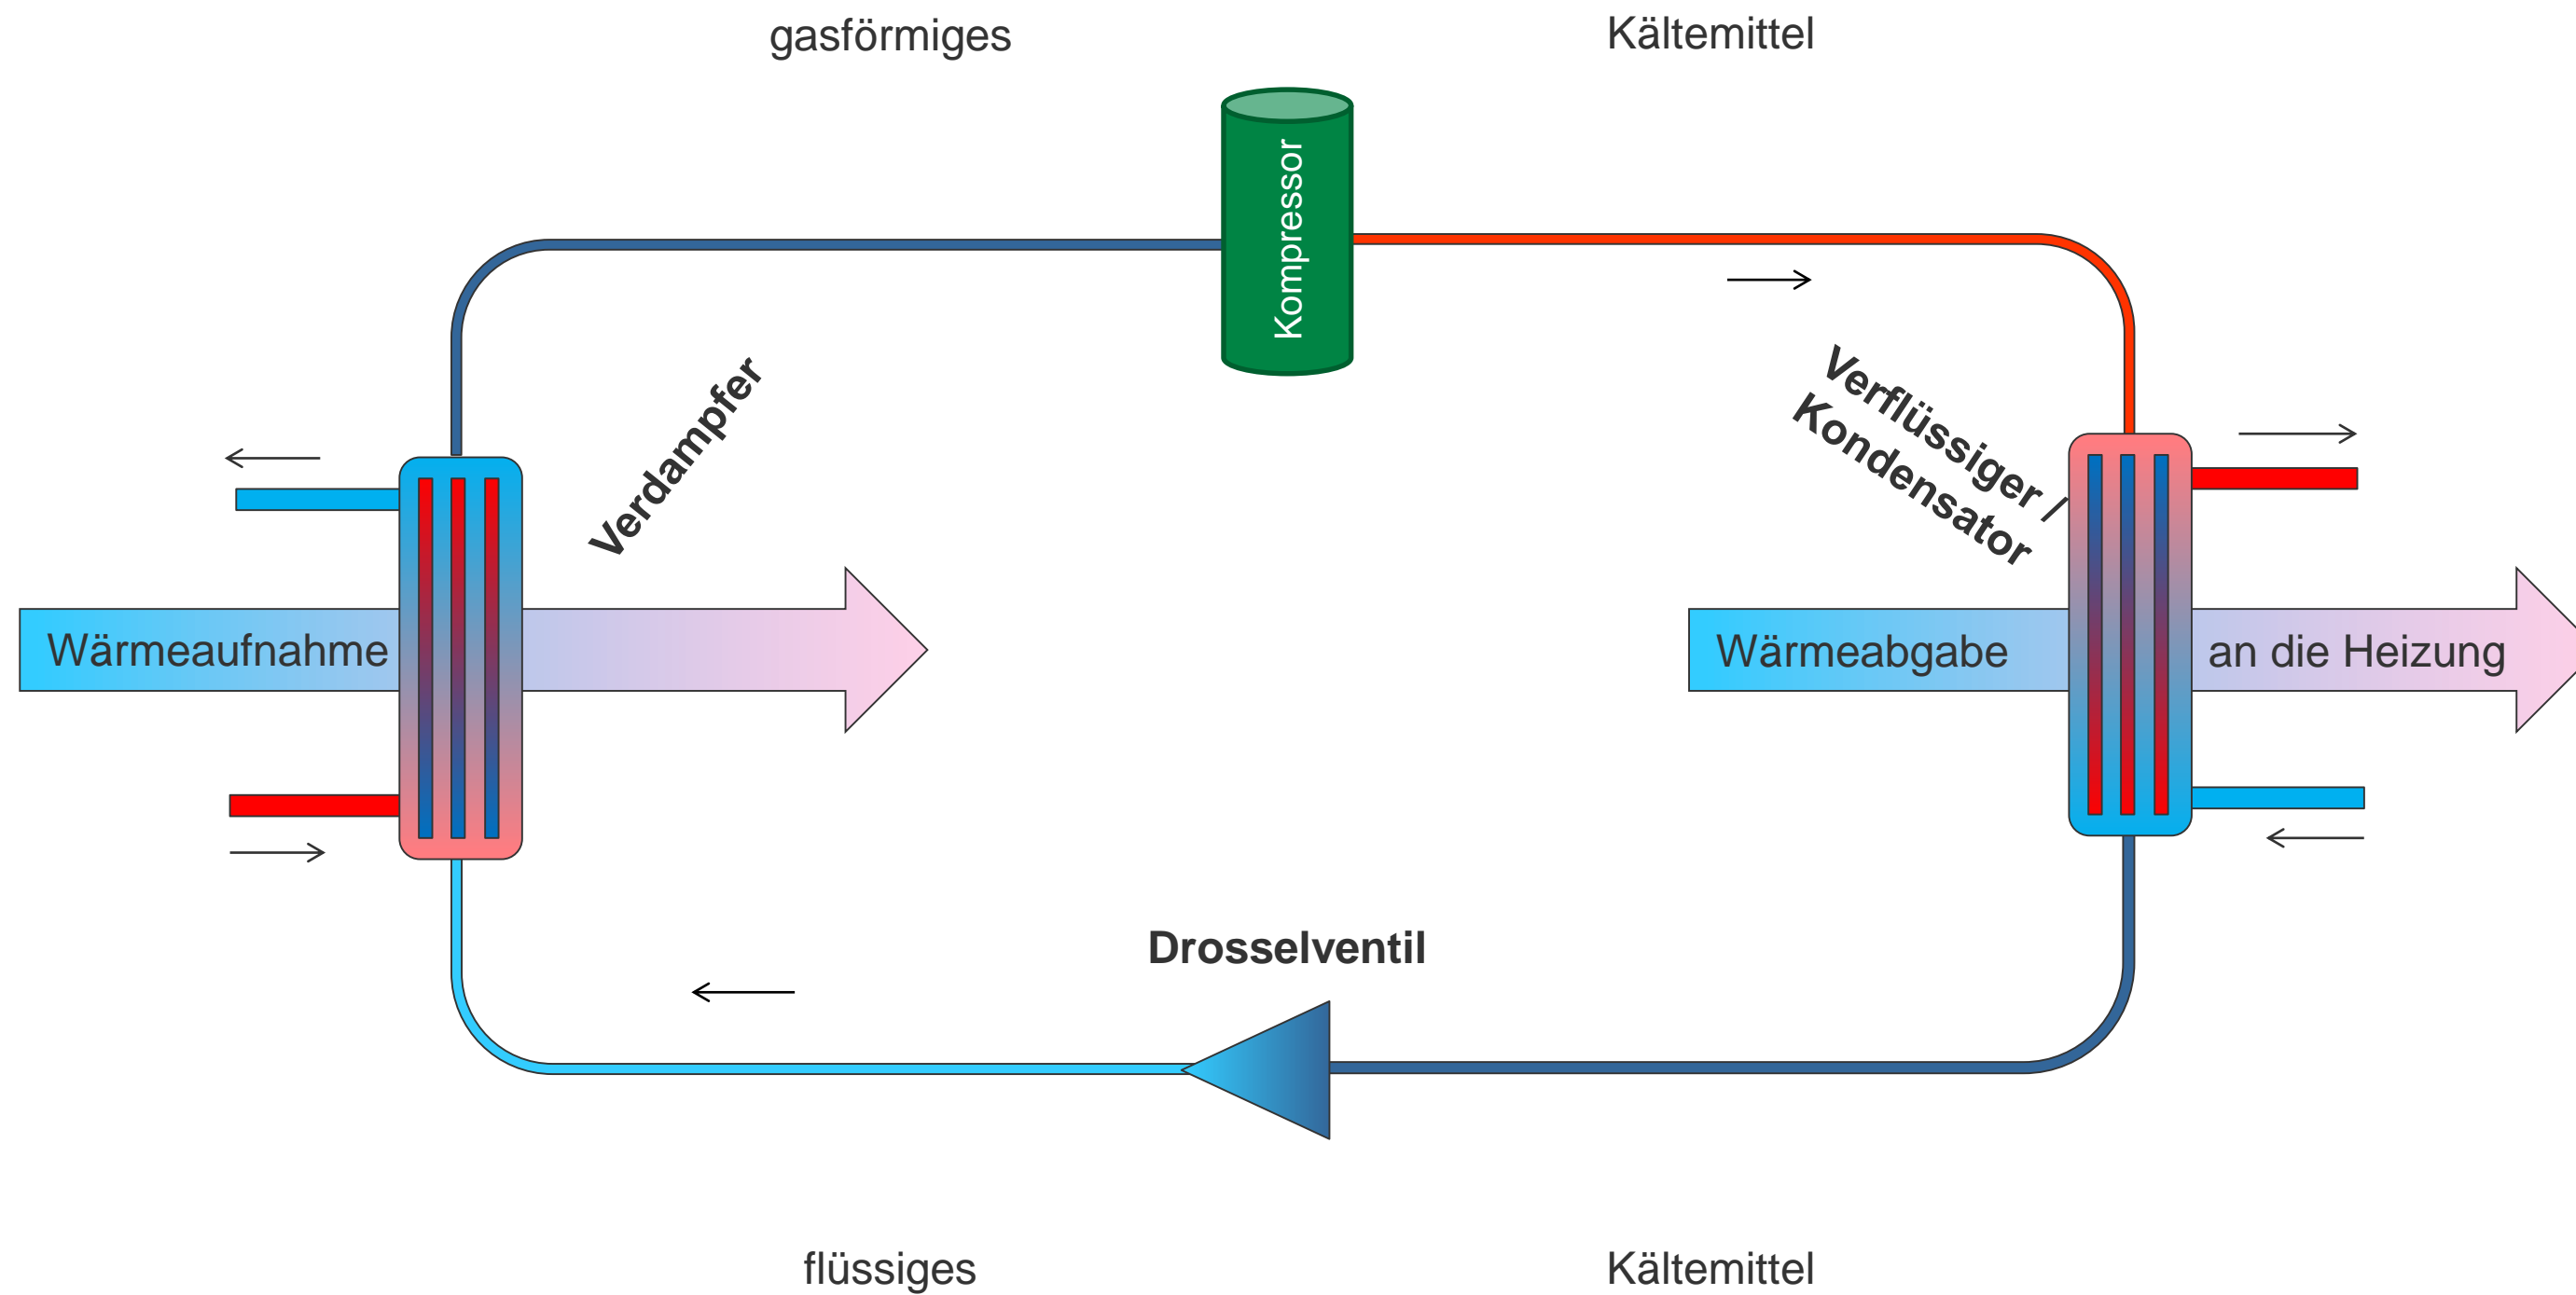 gasförmiges Kältemittel
Kompressor
Verdampfer
Verflüssiger /
Kondensator
Wärmeaufnahme
Wärmeabgabe an die Heizung
Drosselventil
flüssiges Kältemittel